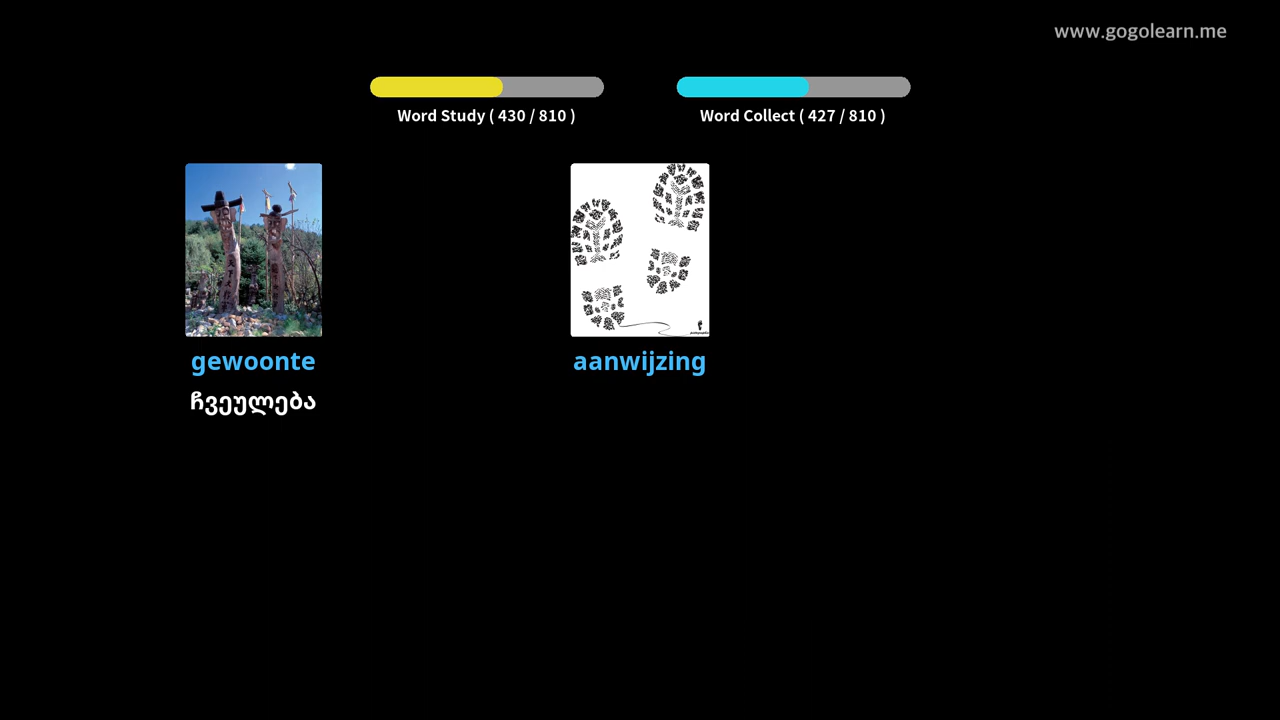 www.gogolearn.me
Word Study ( 430 / 810 )
Word Collect ( 427 / 810 )
gewoonte
ჩვეულება
aanwijzing